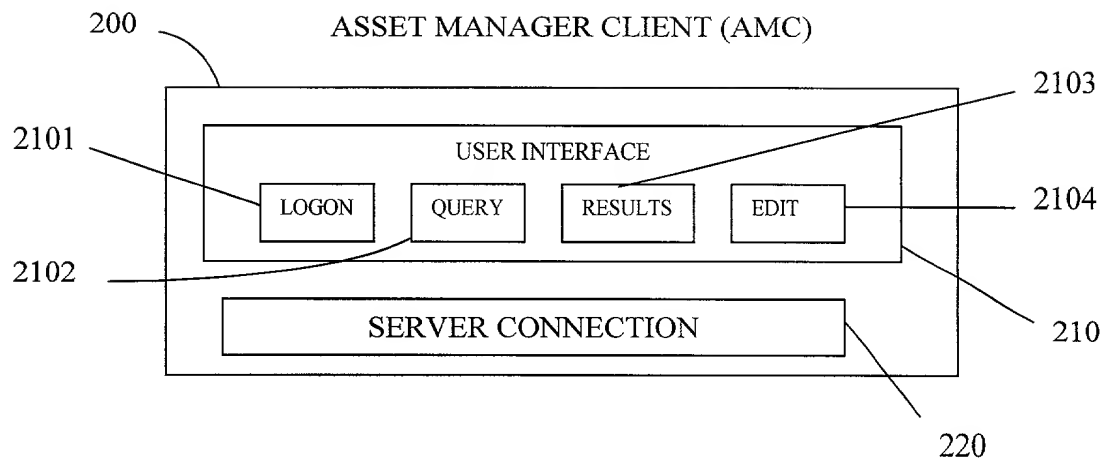 200
ASSET MANAGER CLIENT (AMC)
2103
2101
USER INTERFACE
LOGON
QUERY
RESULTS
EDIT
2104
2102
SERVER CONNECTION
210
220